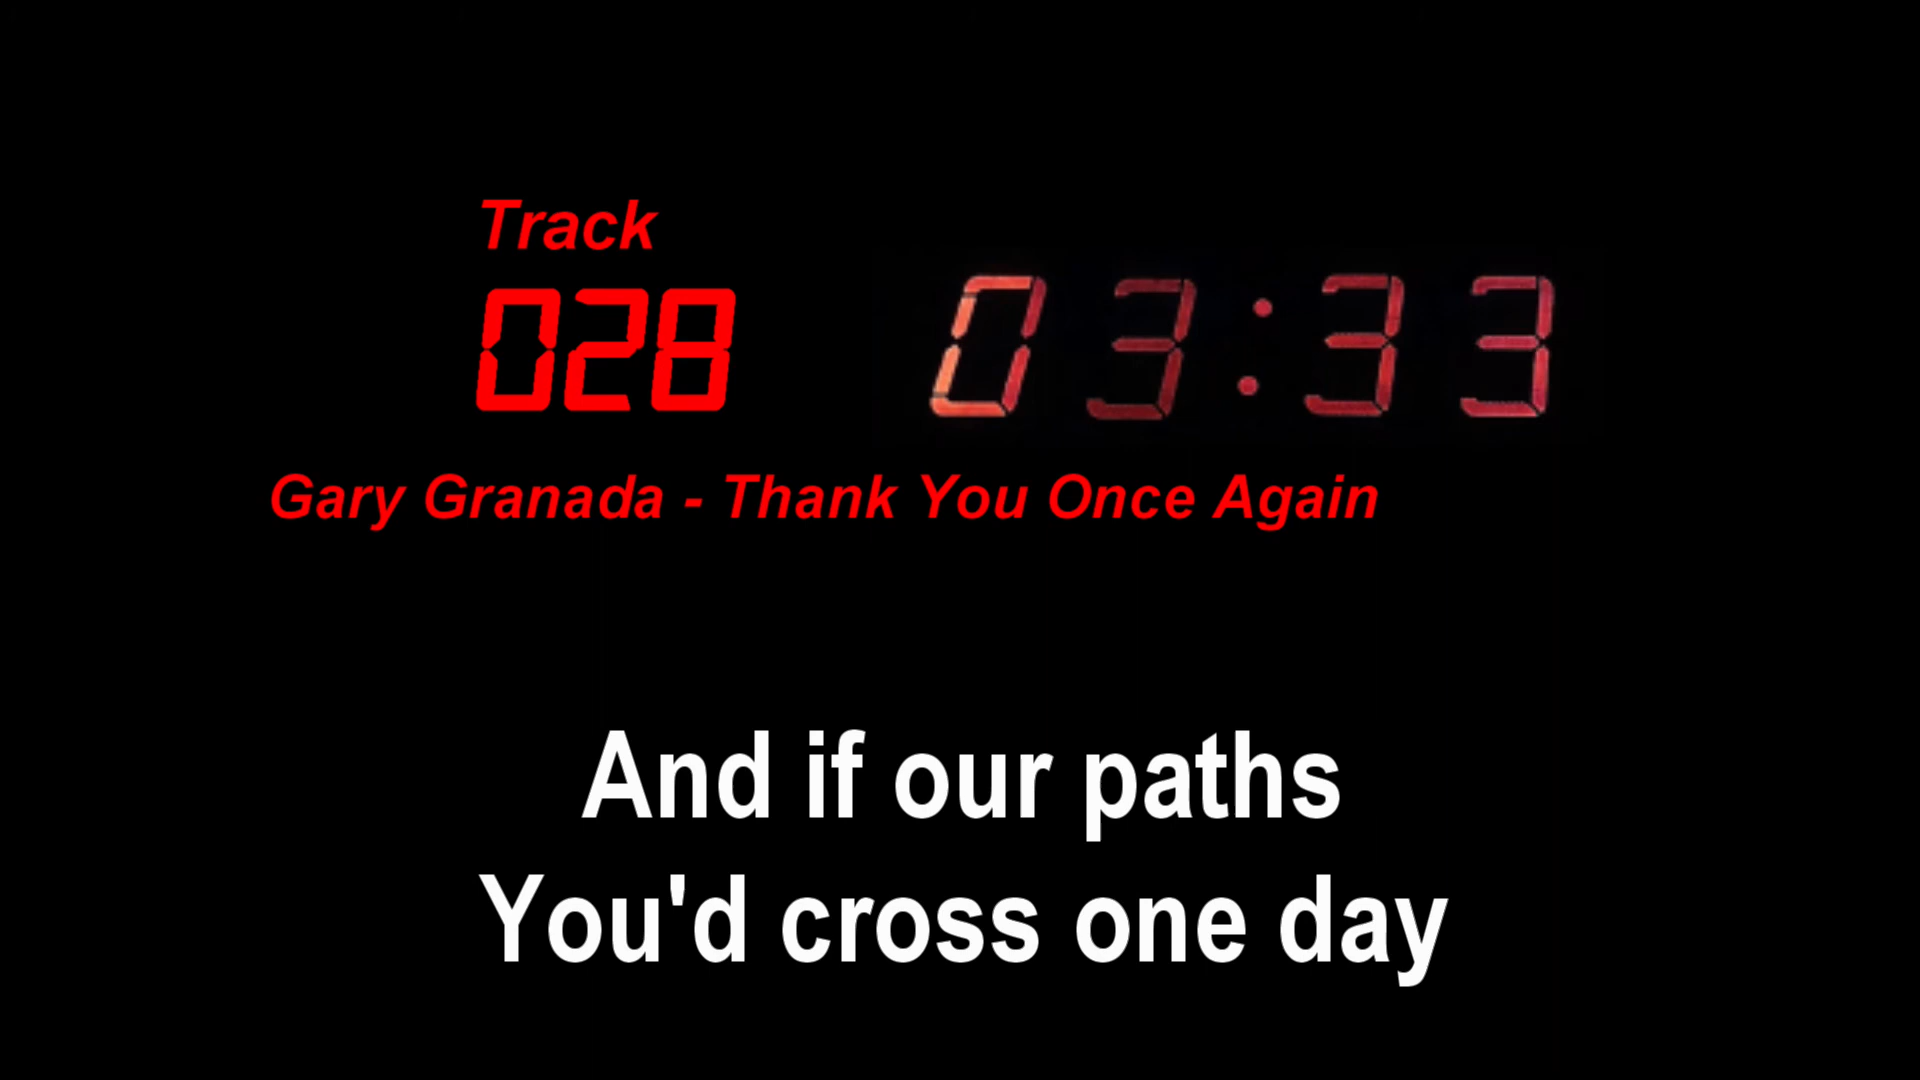 Track
028
03:33
Gary Granada - Thank You Once Again
And if our paths
You'd cross one day